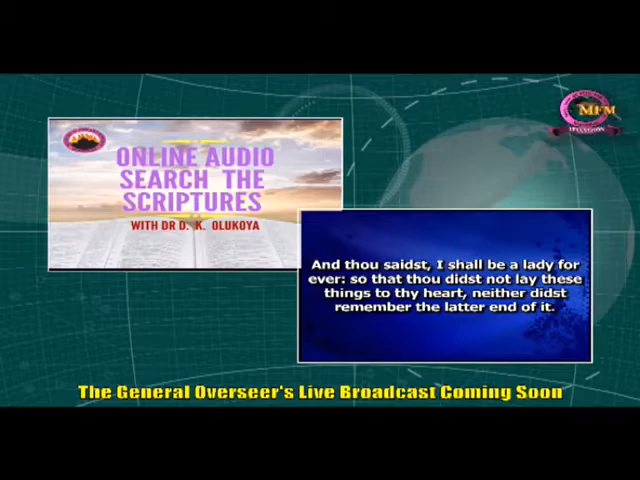 MFM
TELEVISION
ONLINE AUDIO
SEARCH THE
SCRIPTURES
WITH DR D. K. OLUKOYA
And thou saidst, I shall be a lady for
ever: so that thou didst not lay these
things to thy heart, neither didst
remember the latter end of it.
The General Overseer's Live Broadcast Coming Soon